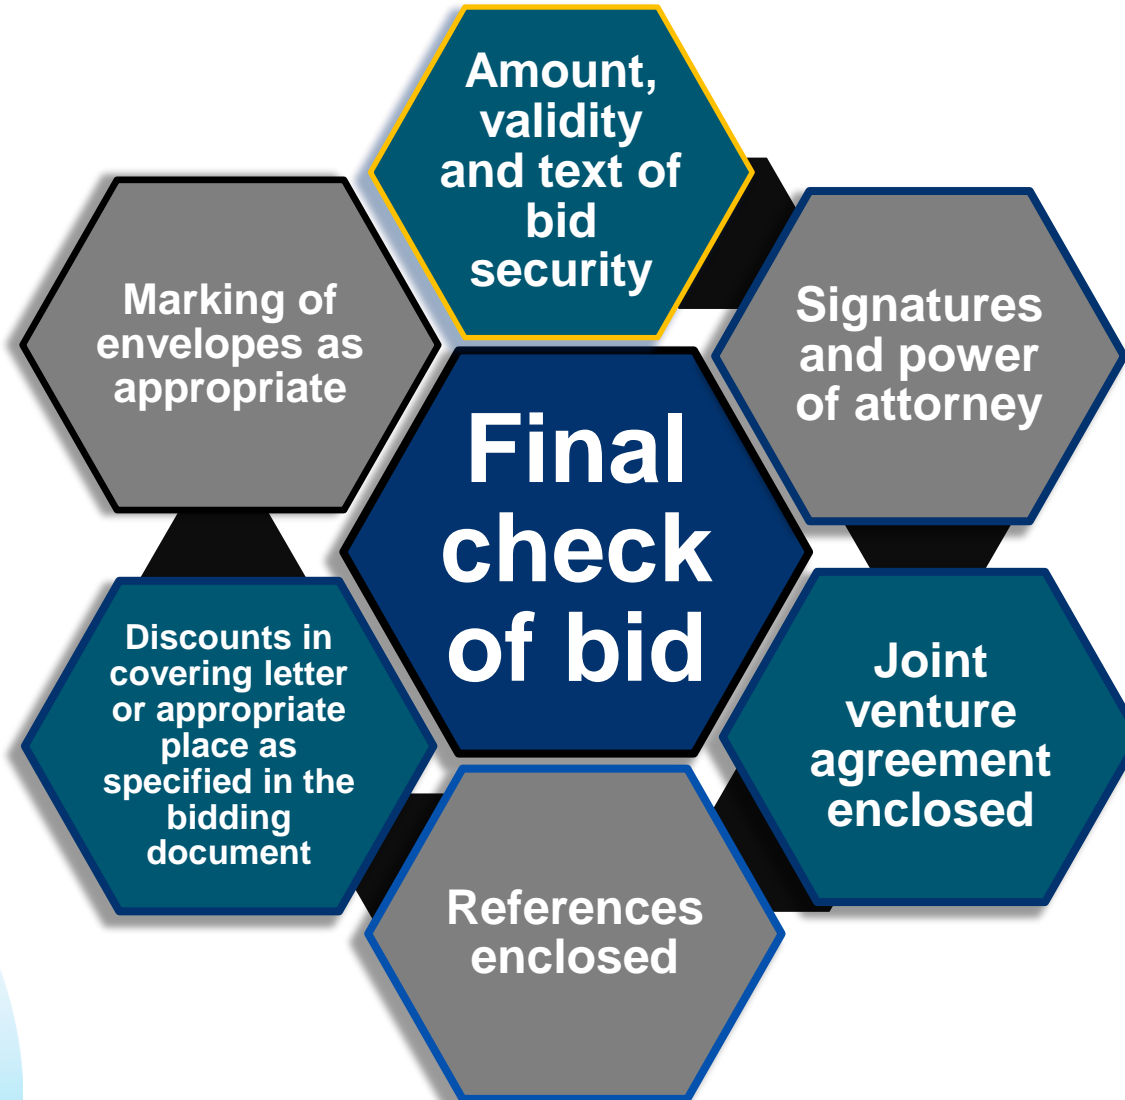 Amount,
validity
and text of
bid
security
Signatures
and power
of attorney
Joint
venture
agreement
enclosed
References
enclosed
Discounts in
covering letter
or appropriate
place as
specified in the
bidding
document
Marking of
envelopes as
appropriate
Final
check
of bid